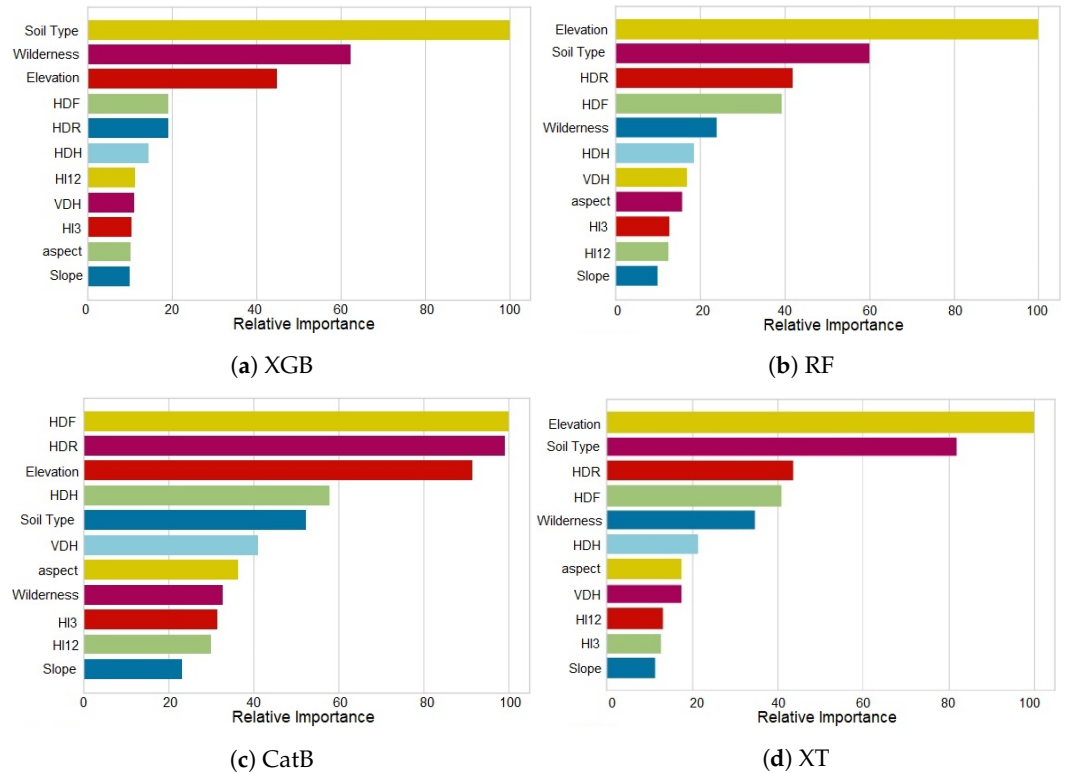 Soil Type
Wilderness
Elevation
HDF
HDR
HDH
HI12
VDH
HI3
aspect
Slope
0 20 40 60 80 100
Relative Importance
(a) XGB
Elevation
Soil Type
HDR
HDF
Wilderness
HDH
VDH
aspect
HI3
HI12
Slope
0 20 40 60 80 100
Relative Importance
(b) RF
HDF
HDR
Elevation
HDH
Soil Type
VDH
aspect
Wilderness
HI3
HI12
Slope
0 20 40 60 80 100
Relative Importance
(c) CatB
Elevation
Soil Type
HDR
HDF
Wilderness
HDH
aspect
VDH
HI12
HI3
Slope
0 20 40 60 80 100
Relative Importance
(d) XT